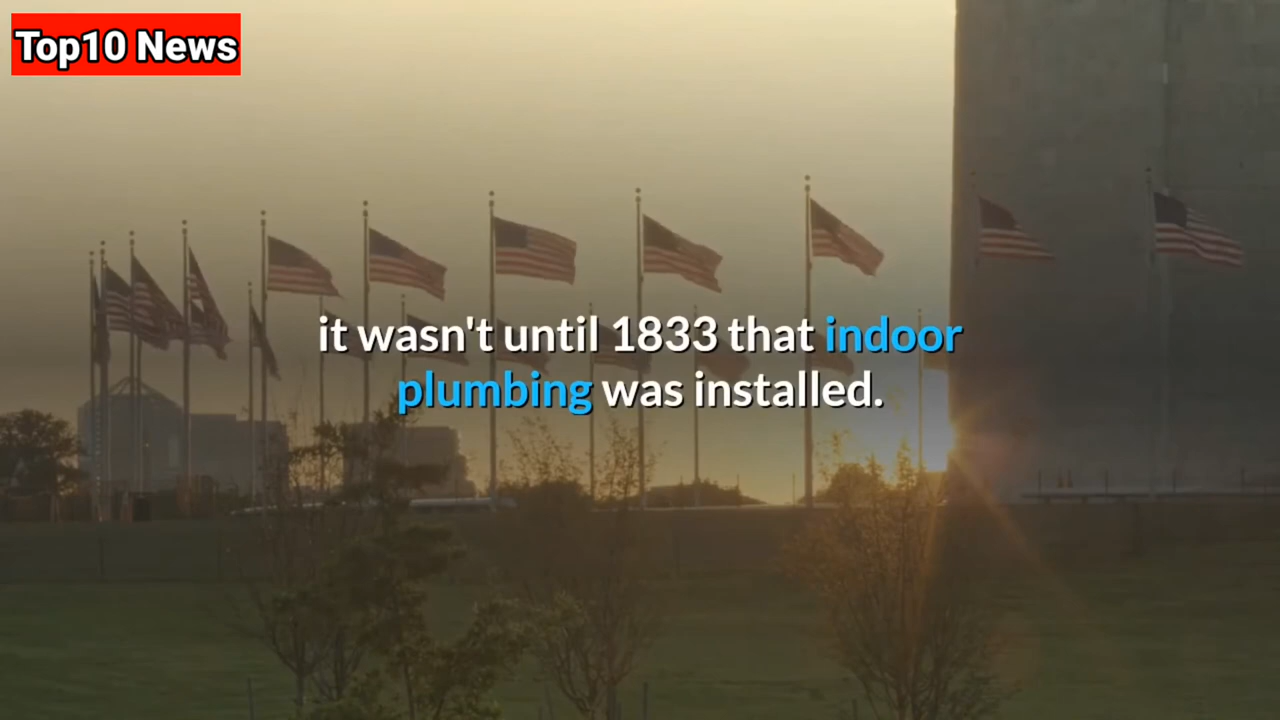 Top10 News
it wasn't until 1833 that indoor
plumbing was installed.